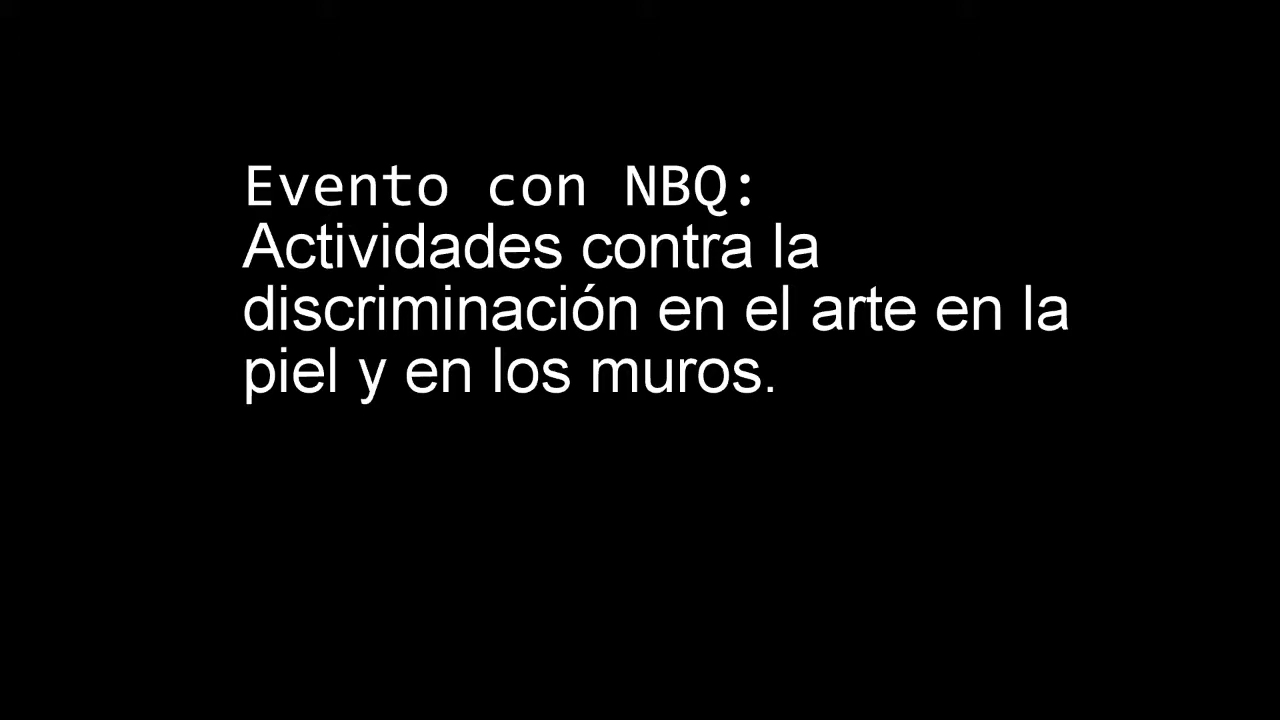 Evento con NBQ:
Actividades contra la
discriminación en el arte en la
piel y en los muros.